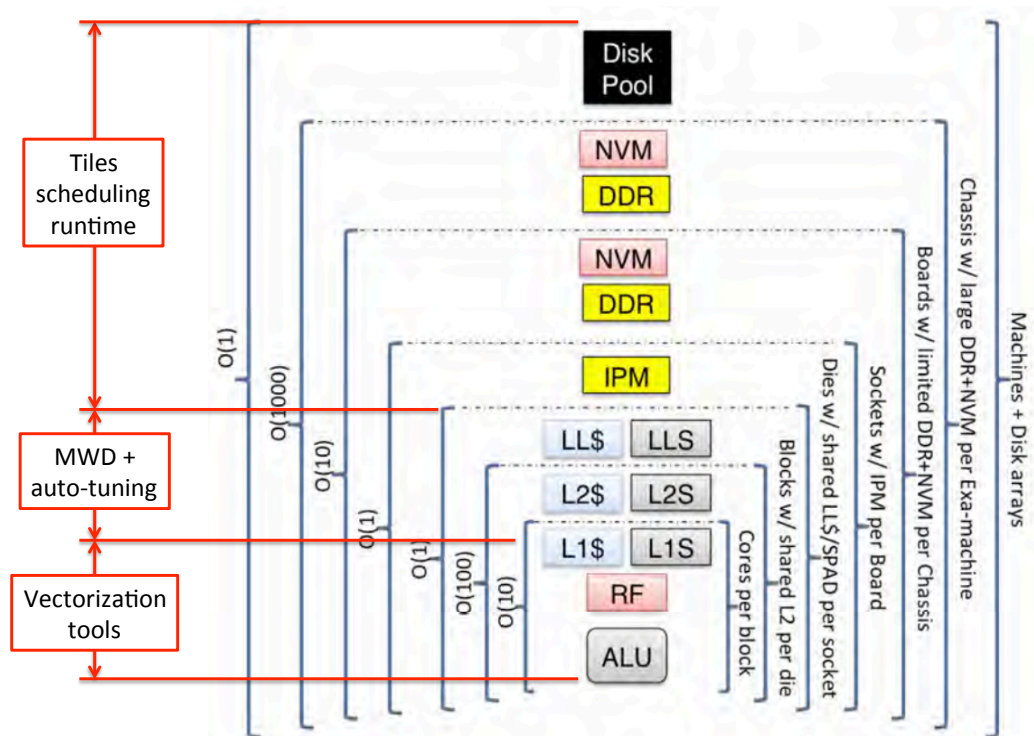 Disk
Pool
NVM
DDR
NVM
DDR
IPM
LL$ LLS
L2$ L2S
L1$ L1S
RF
ALU
Tiles
scheduling
runtime
MWD +
auto-tuning
Vectorization
tools
O(1)
O(1000)
O(10)
O(1)
O(1)
O(100)
O(10)
Cores per block
Blocks w/ shared L2 per die
Dies w/ shared LL$/SPAD per socket
Sockets w/ IPM per Board
Boards w/ limited DDR+NVM per Chassis
Chassis w/ large DDR+NVM per Exa-machine
Machines + Disk arrays